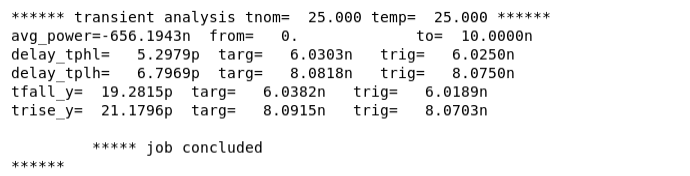 ****** transient analysis tnom=  25.000 temp=  25.000 ******
avg_power=-656.1943n  from=   0.             to=  10.0000n
delay_tphl=   5.2979p  targ=   6.0303n   trig=   6.0250n
delay_tplh=   6.7969p  targ=   8.0818n   trig=   8.0750n
tfall_y=  19.2815p  targ=   6.0382n   trig=   6.0189n
trise_y=  21.1796p  targ=   8.0915n   trig=   8.0703n
***** job concluded
******